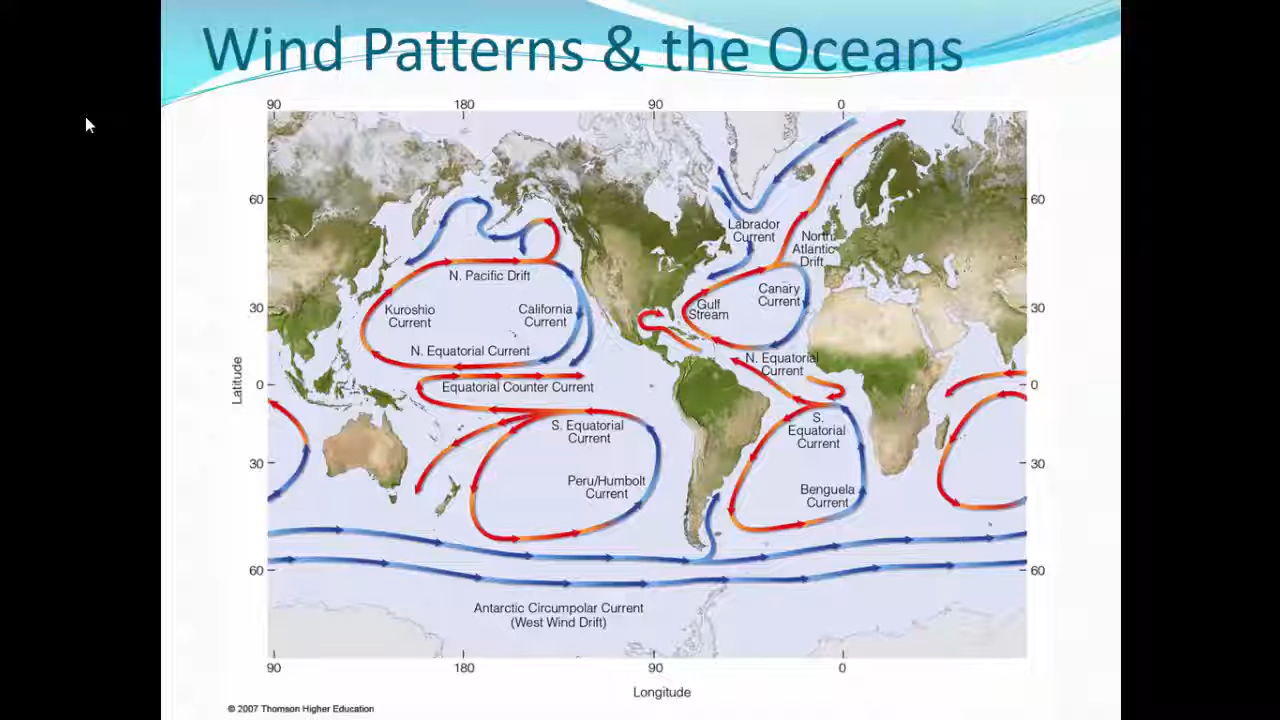 Wind Patterns & the Oceans
90 180 90 0
60 60
Labrador
Current
North
Atlantic
Drift
N. Pacific Drift
Canary
Current
30 30
Kuroshio
Current
California
Current
Gulf
Stream
N. Equatorial Current
N. Equatorial
Current
Latitude
0 0
Equatorial Counter Current
S. Equatorial
Current
S.
Equatorial
Current
30 30
Peru/Humbolt
Current
Benguela
Current
60 60
Antarctic Circumpolar Current
(West Wind Drift)
90 180 90 0
Longitude
© 2007 Thomson Higher Education